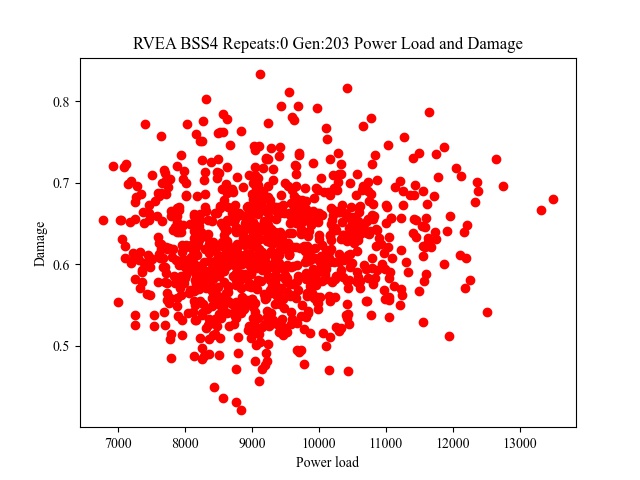 RVEA BSS4 Repeats:0 Gen:203 Power Load and Damage
Damage
0.8
0.7
0.6
0.5
7000 8000 9000 10000 11000 12000 13000
Power load